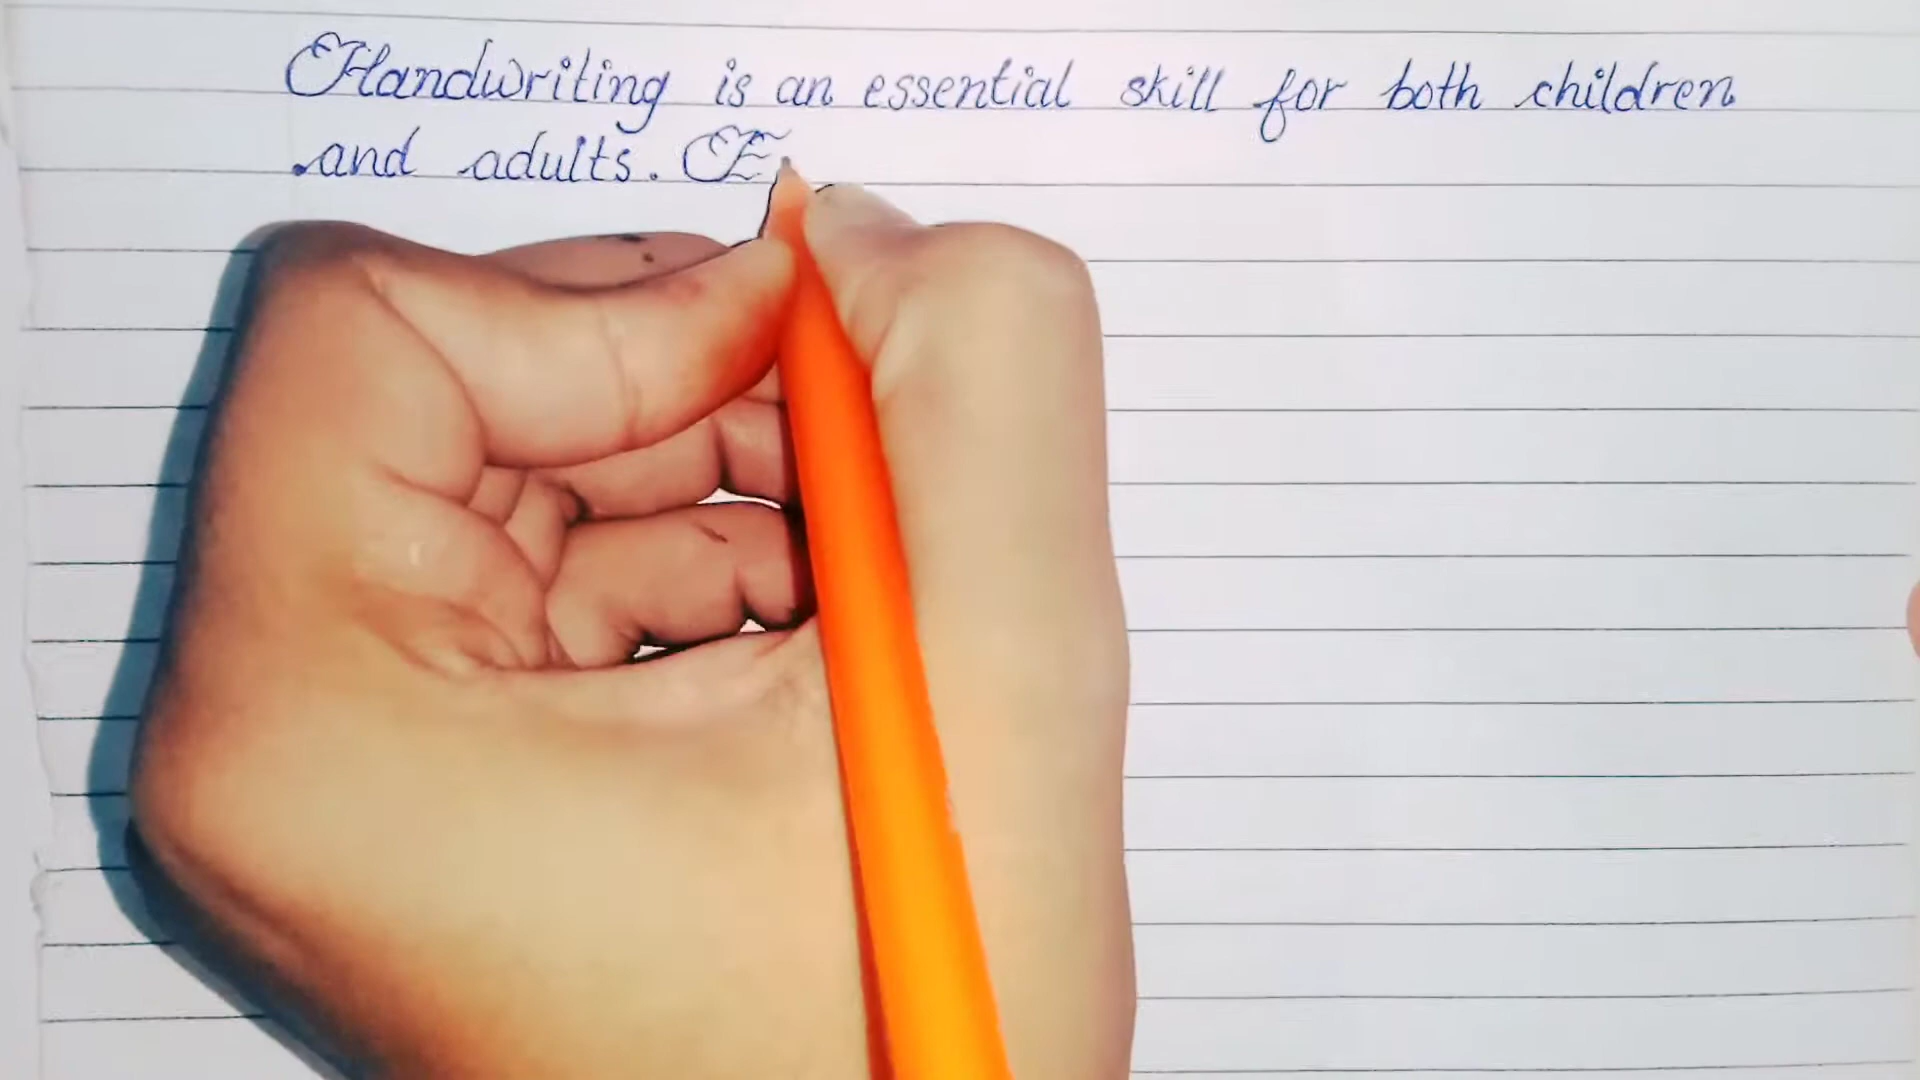 Handwriting is an essential skill for both children
and adults. E